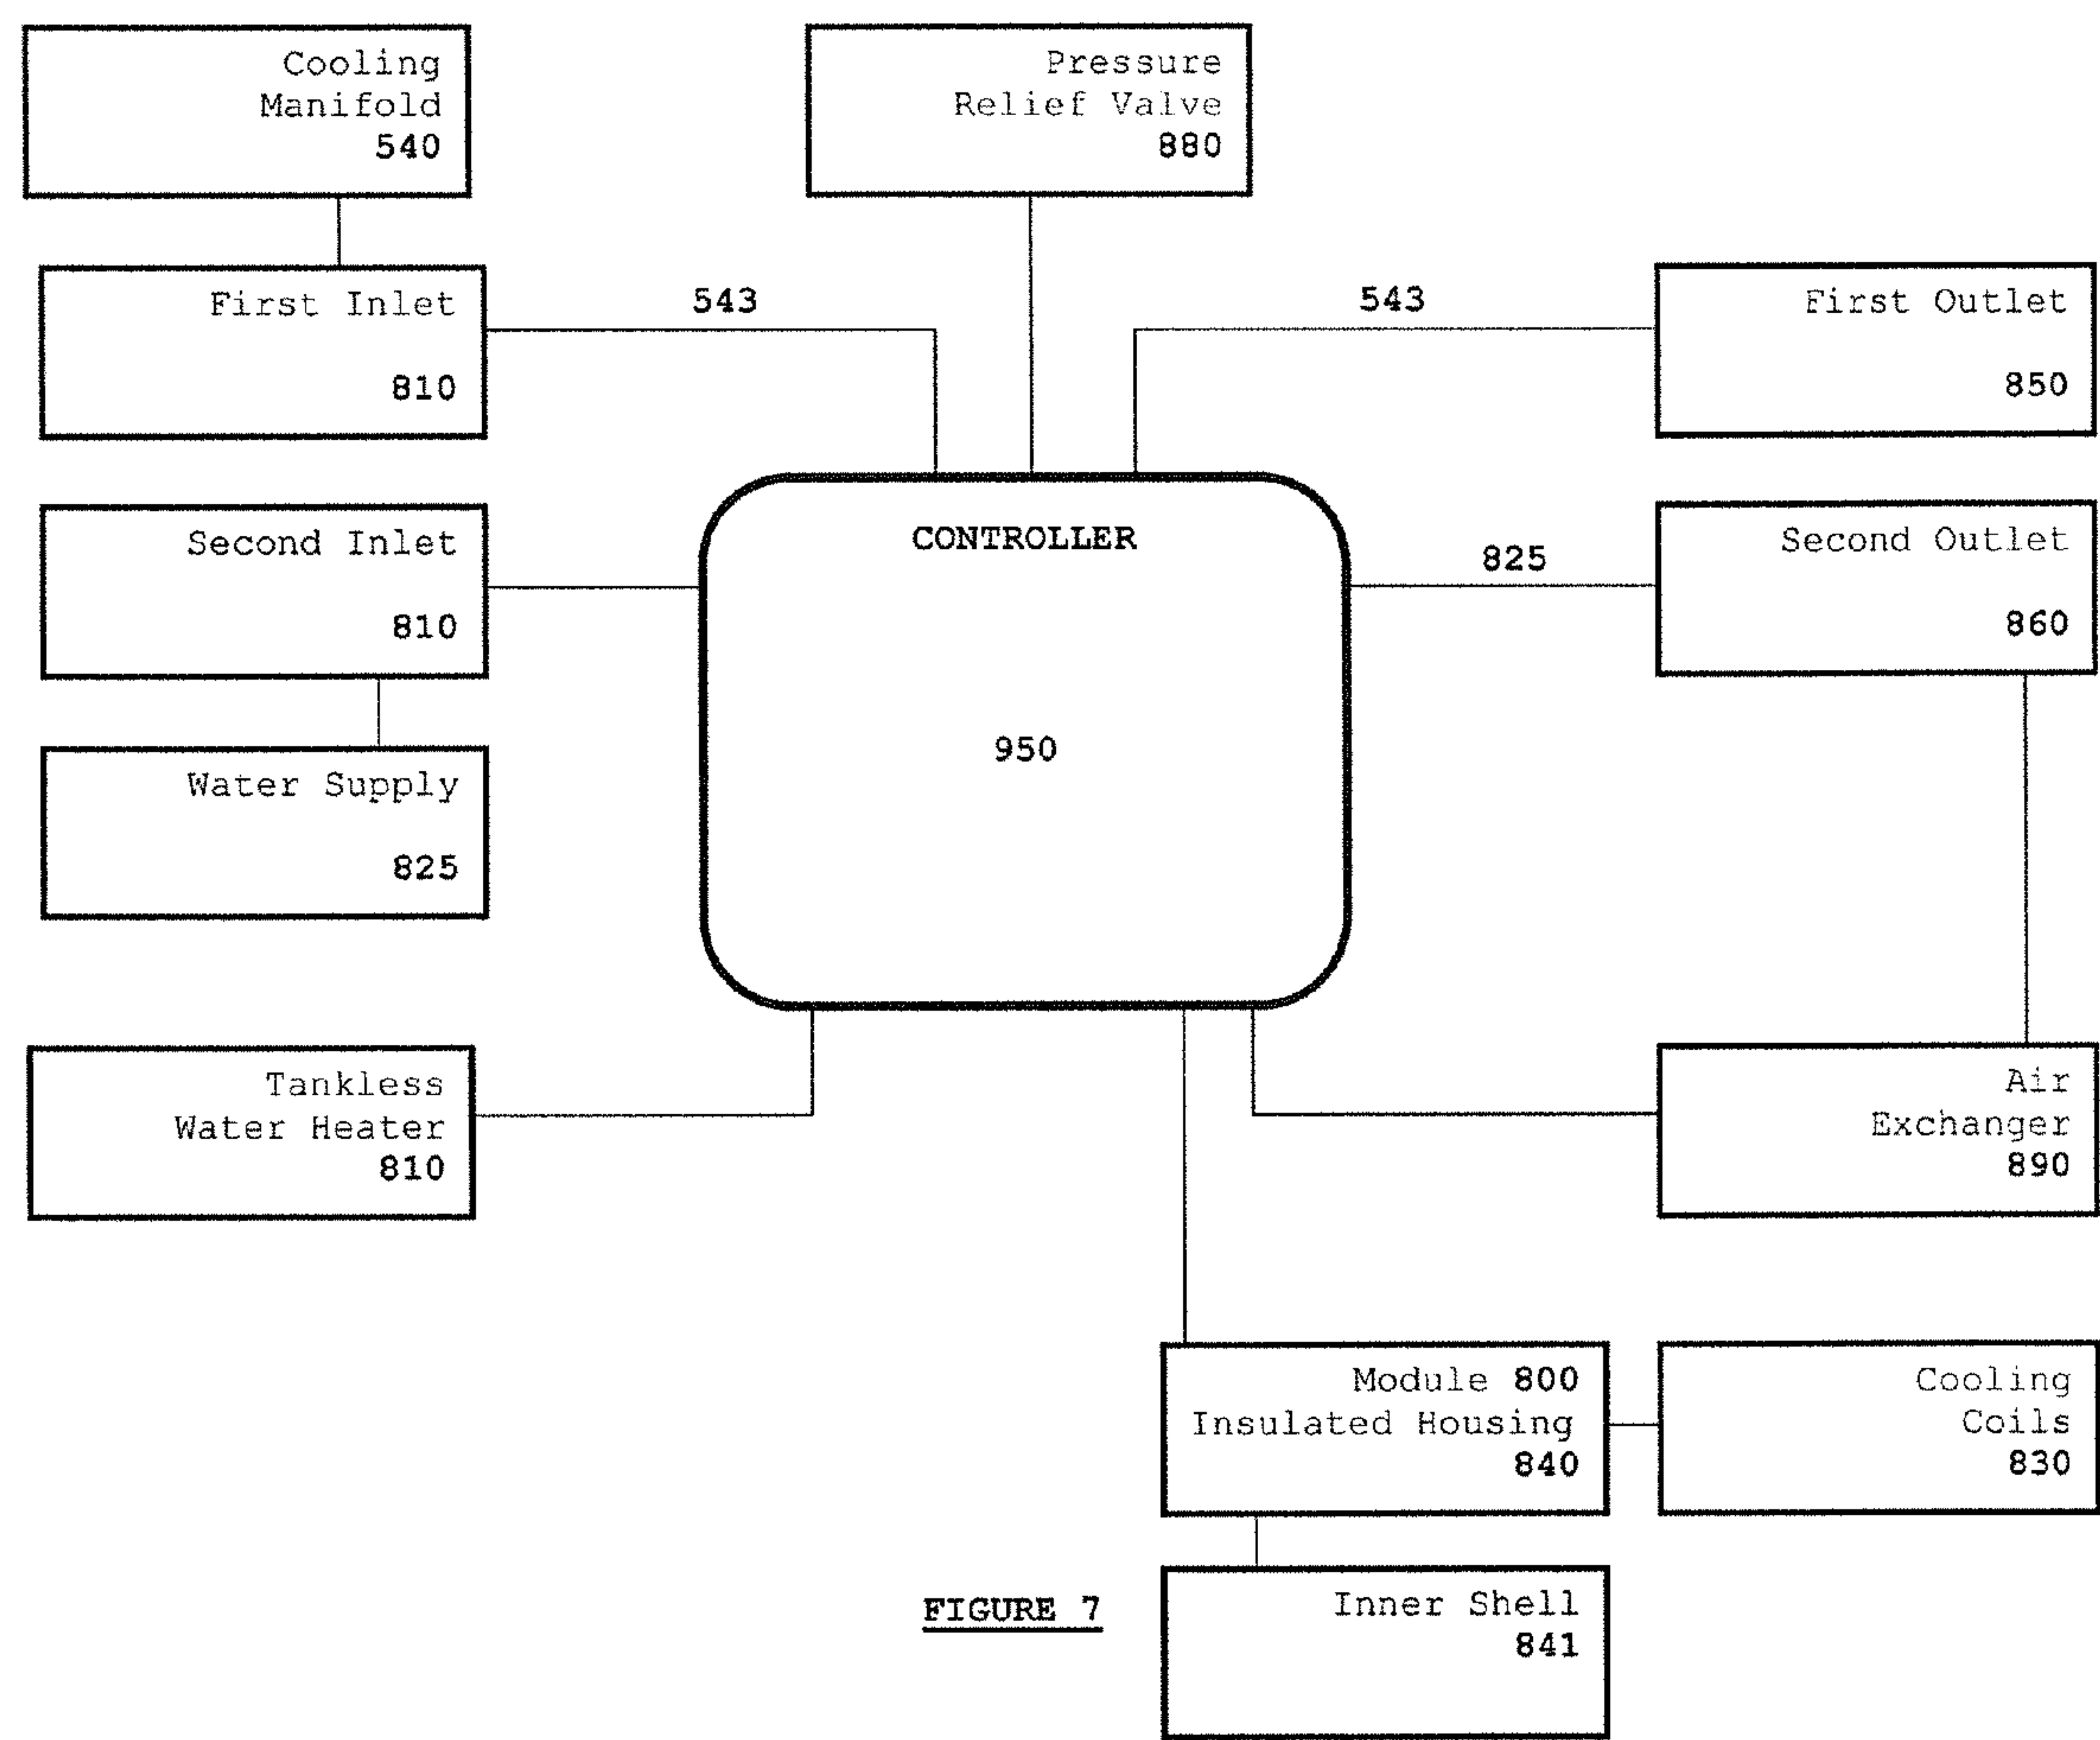 Cooling
Manifold
540
Pressure
Relief Valve
880
First Inlet
810
543
543
First Outlet
850
Second Inlet
810
CONTROLLER
950
825
Second Outlet
860
Water Supply
825
Tankless
Water Heater
810
Air
Exchanger
890
Module 800
Insulated Housing
840
Cooling
Coils
830
Inner Shell
841
FIGURE 7